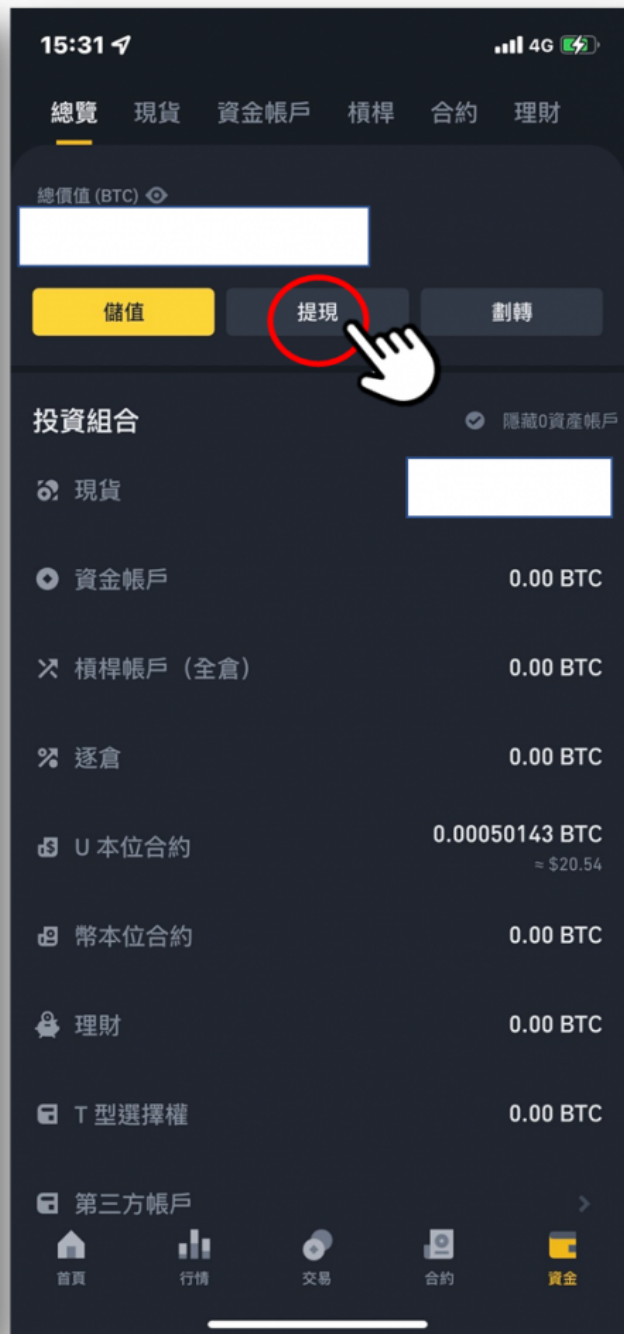 15:31 4G
總覽 現貨 資金帳戶 槓桿 合約 理財
總價值 (BTC)
儲值 提現 劃轉
投資組合 隱藏0資產帳戶
現貨
資金帳戶 0.00 BTC
槓桿帳戶（全倉） 0.00 BTC
逐倉 0.00 BTC
U 本位合約 0.00050143 BTC
≈ $20.54
幣本位合約 0.00 BTC
理財 0.00 BTC
T 型選擇權 0.00 BTC
第三方帳戶
首頁 行情 交易 合約 資金